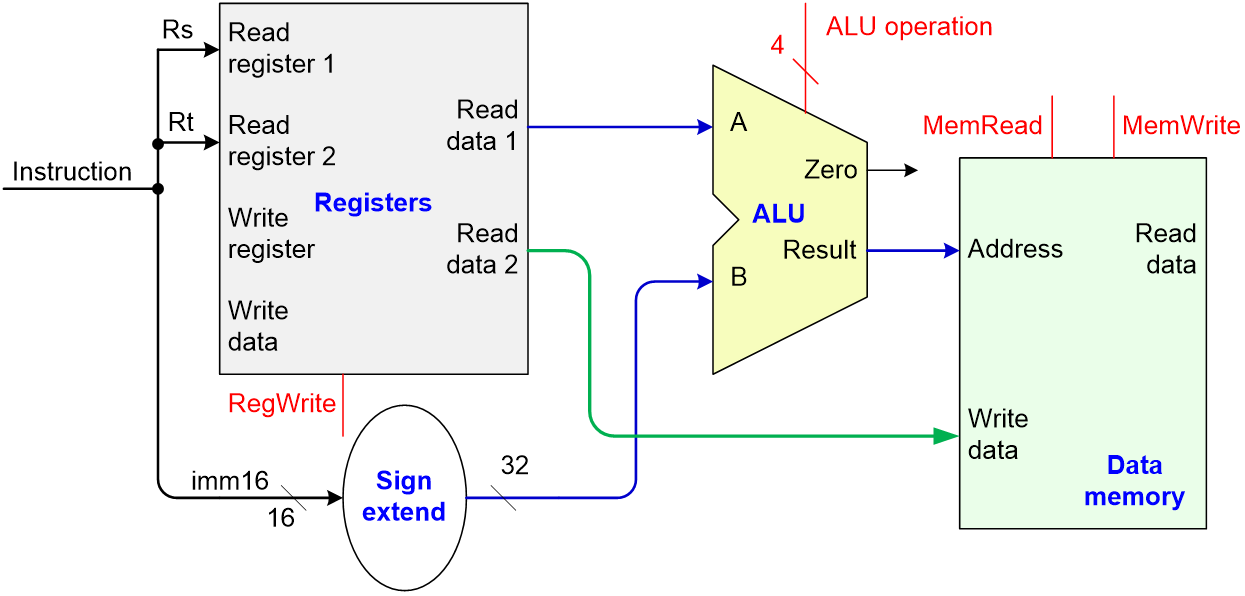 Rs
Read
register 1
Rt
Read
register 2
Instruction
Write
register
Write
data
Registers
Read
data 1
Read
data 2
RegWrite
imm16
16
Sign
extend
32
ALU operation
4
A
B
ALU
Zero
Result
MemRead
MemWrite
Address
Read
data
Write
data
Data
memory